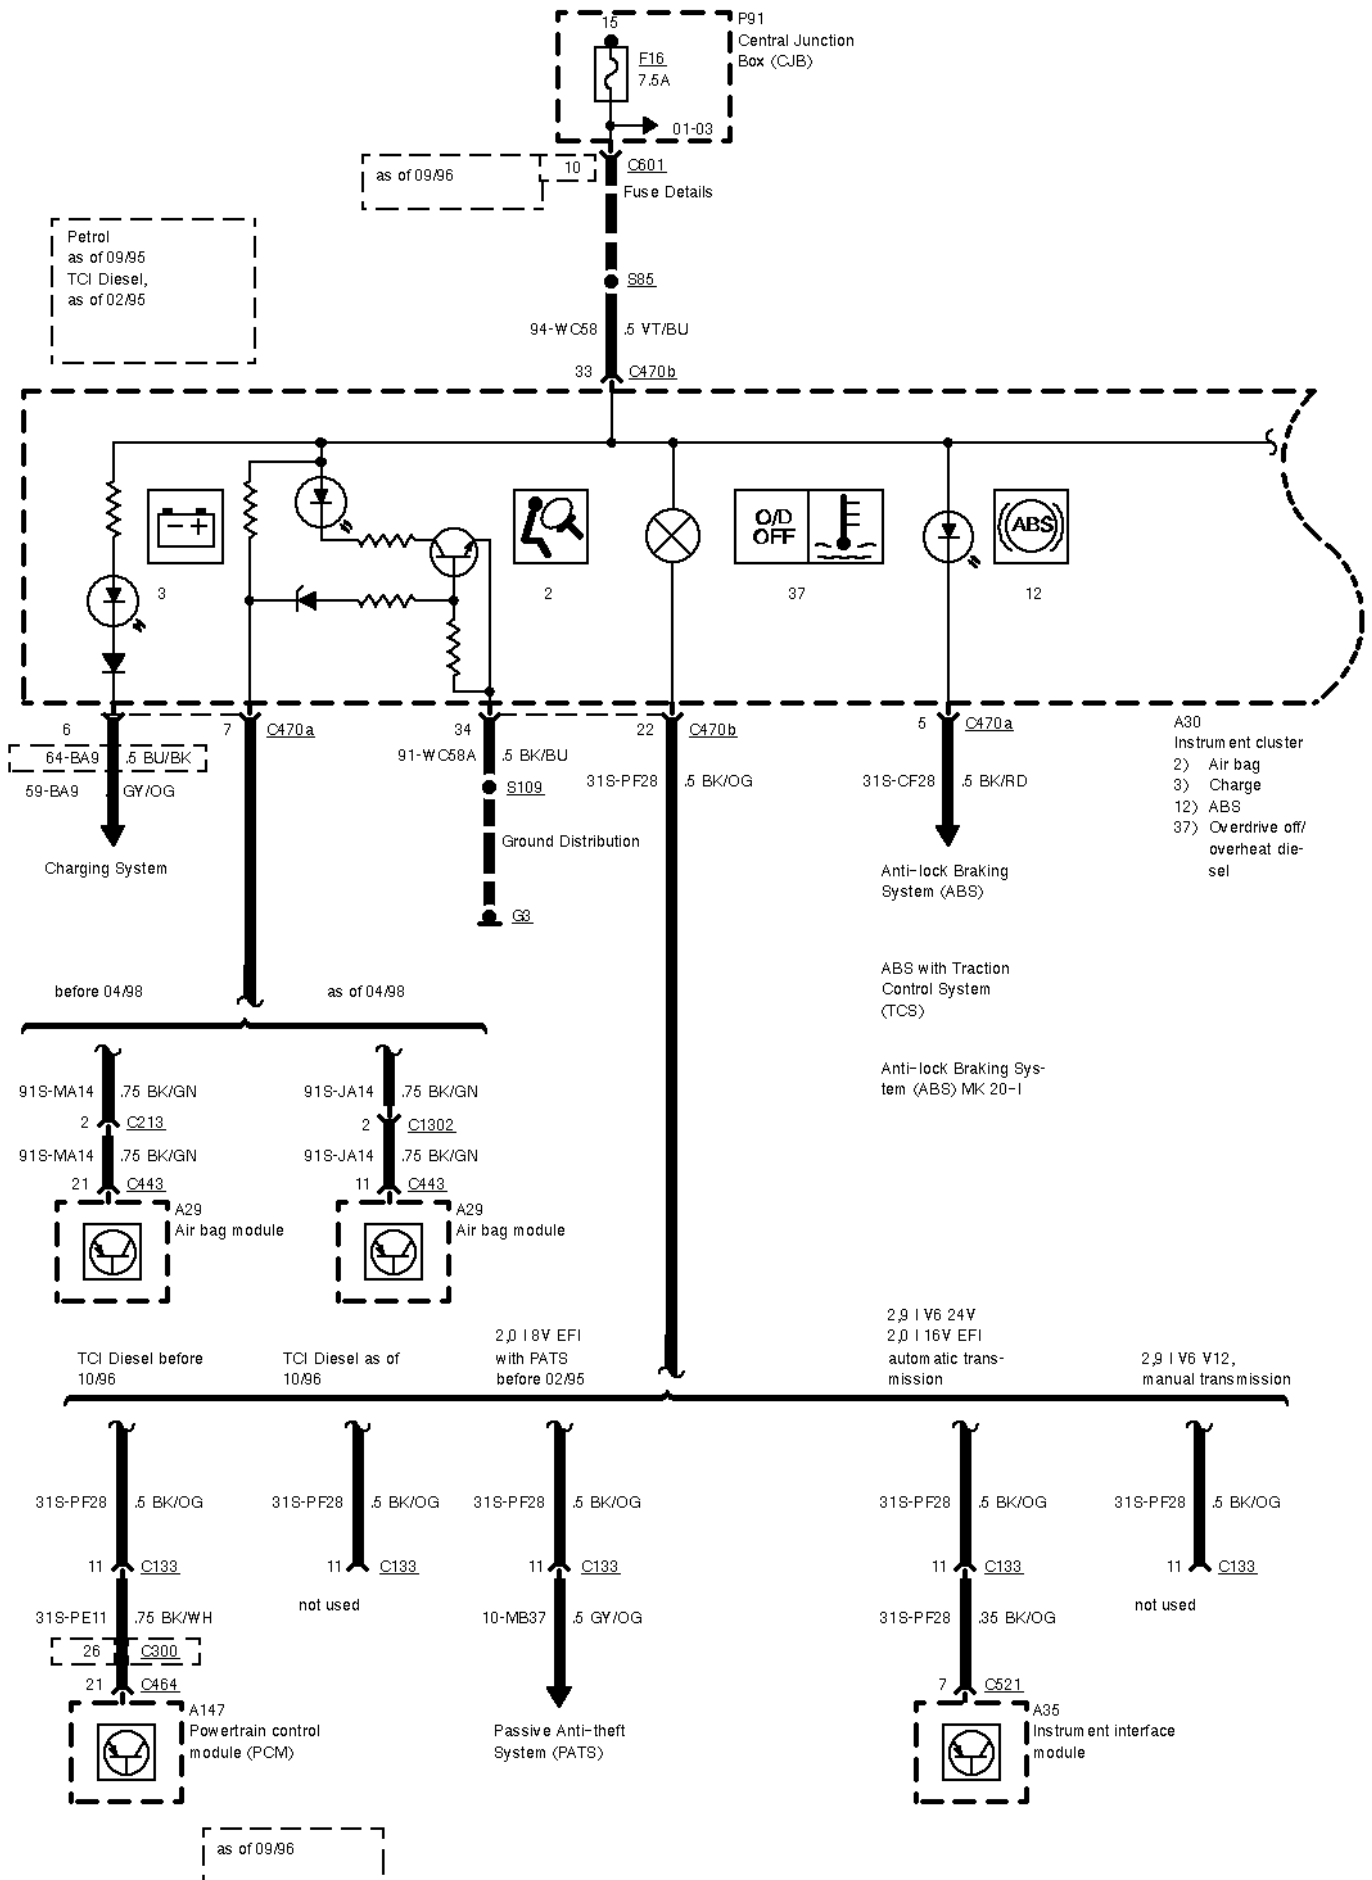 15
P91
Central Junction
Box (CJB)
F16
7.5A
01-03
as of 09/96
10
C601
Fuse Details
Petrol
as of 09/95
TCI Diesel,
as of 02/95
S85
94-WC58
.5 VT/BU
33
C470b
3
2
O/D
OFF
37
ABS
12
6
7
C470a
34
22
C470b
5
C470a
64-BA9
.5 BU/BK
59-BA9
GY/OG
Charging System
91-WC58A
.5 BK/BU
S109
Ground Distribution
G3
31S-PF28
.5 BK/OG
31S-CF28
.5 BK/RD
Anti-lock Braking
System (ABS)
ABS with Traction
Control System
(TCS)
Anti-lock Braking Sys-
tem (ABS) MK 20-I
A30
Instrument cluster
2) Air bag
3) Charge
12) ABS
37) Overdrive off/
overheat die-
sel
before 04/98
as of 04/98
91S-MA14
.75 BK/GN
2
C213
91S-MA14
.75 BK/GN
21
C443
A29
Air bag module
91S-JA14
.75 BK/GN
2
C1302
91S-JA14
.75 BK/GN
11
C443
A29
Air bag module
TCI Diesel before
10/96
TCI Diesel as of
10/96
2,0 l 8V EFI
with PATS
before 02/95
2,9 l V6 24V
2,0 l 16V EFI
automatic trans-
mission
2,9 l V6 V12,
manual transmission
31S-PF28
.5 BK/OG
11
C133
31S-PE11
.75 BK/WH
26
C300
21
C464
A147
Powertrain control
module (PCM)
31S-PF28
.5 BK/OG
11
C133
not used
31S-PF28
.5 BK/OG
11
C133
10-MB37
.5 GY/OG
Passive Anti-theft
System (PATS)
31S-PF28
.5 BK/OG
11
C133
31S-PF28
.35 BK/OG
7
C521
A35
Instrument interface
module
31S-PF28
.5 BK/OG
11
C133
not used
as of 09/96